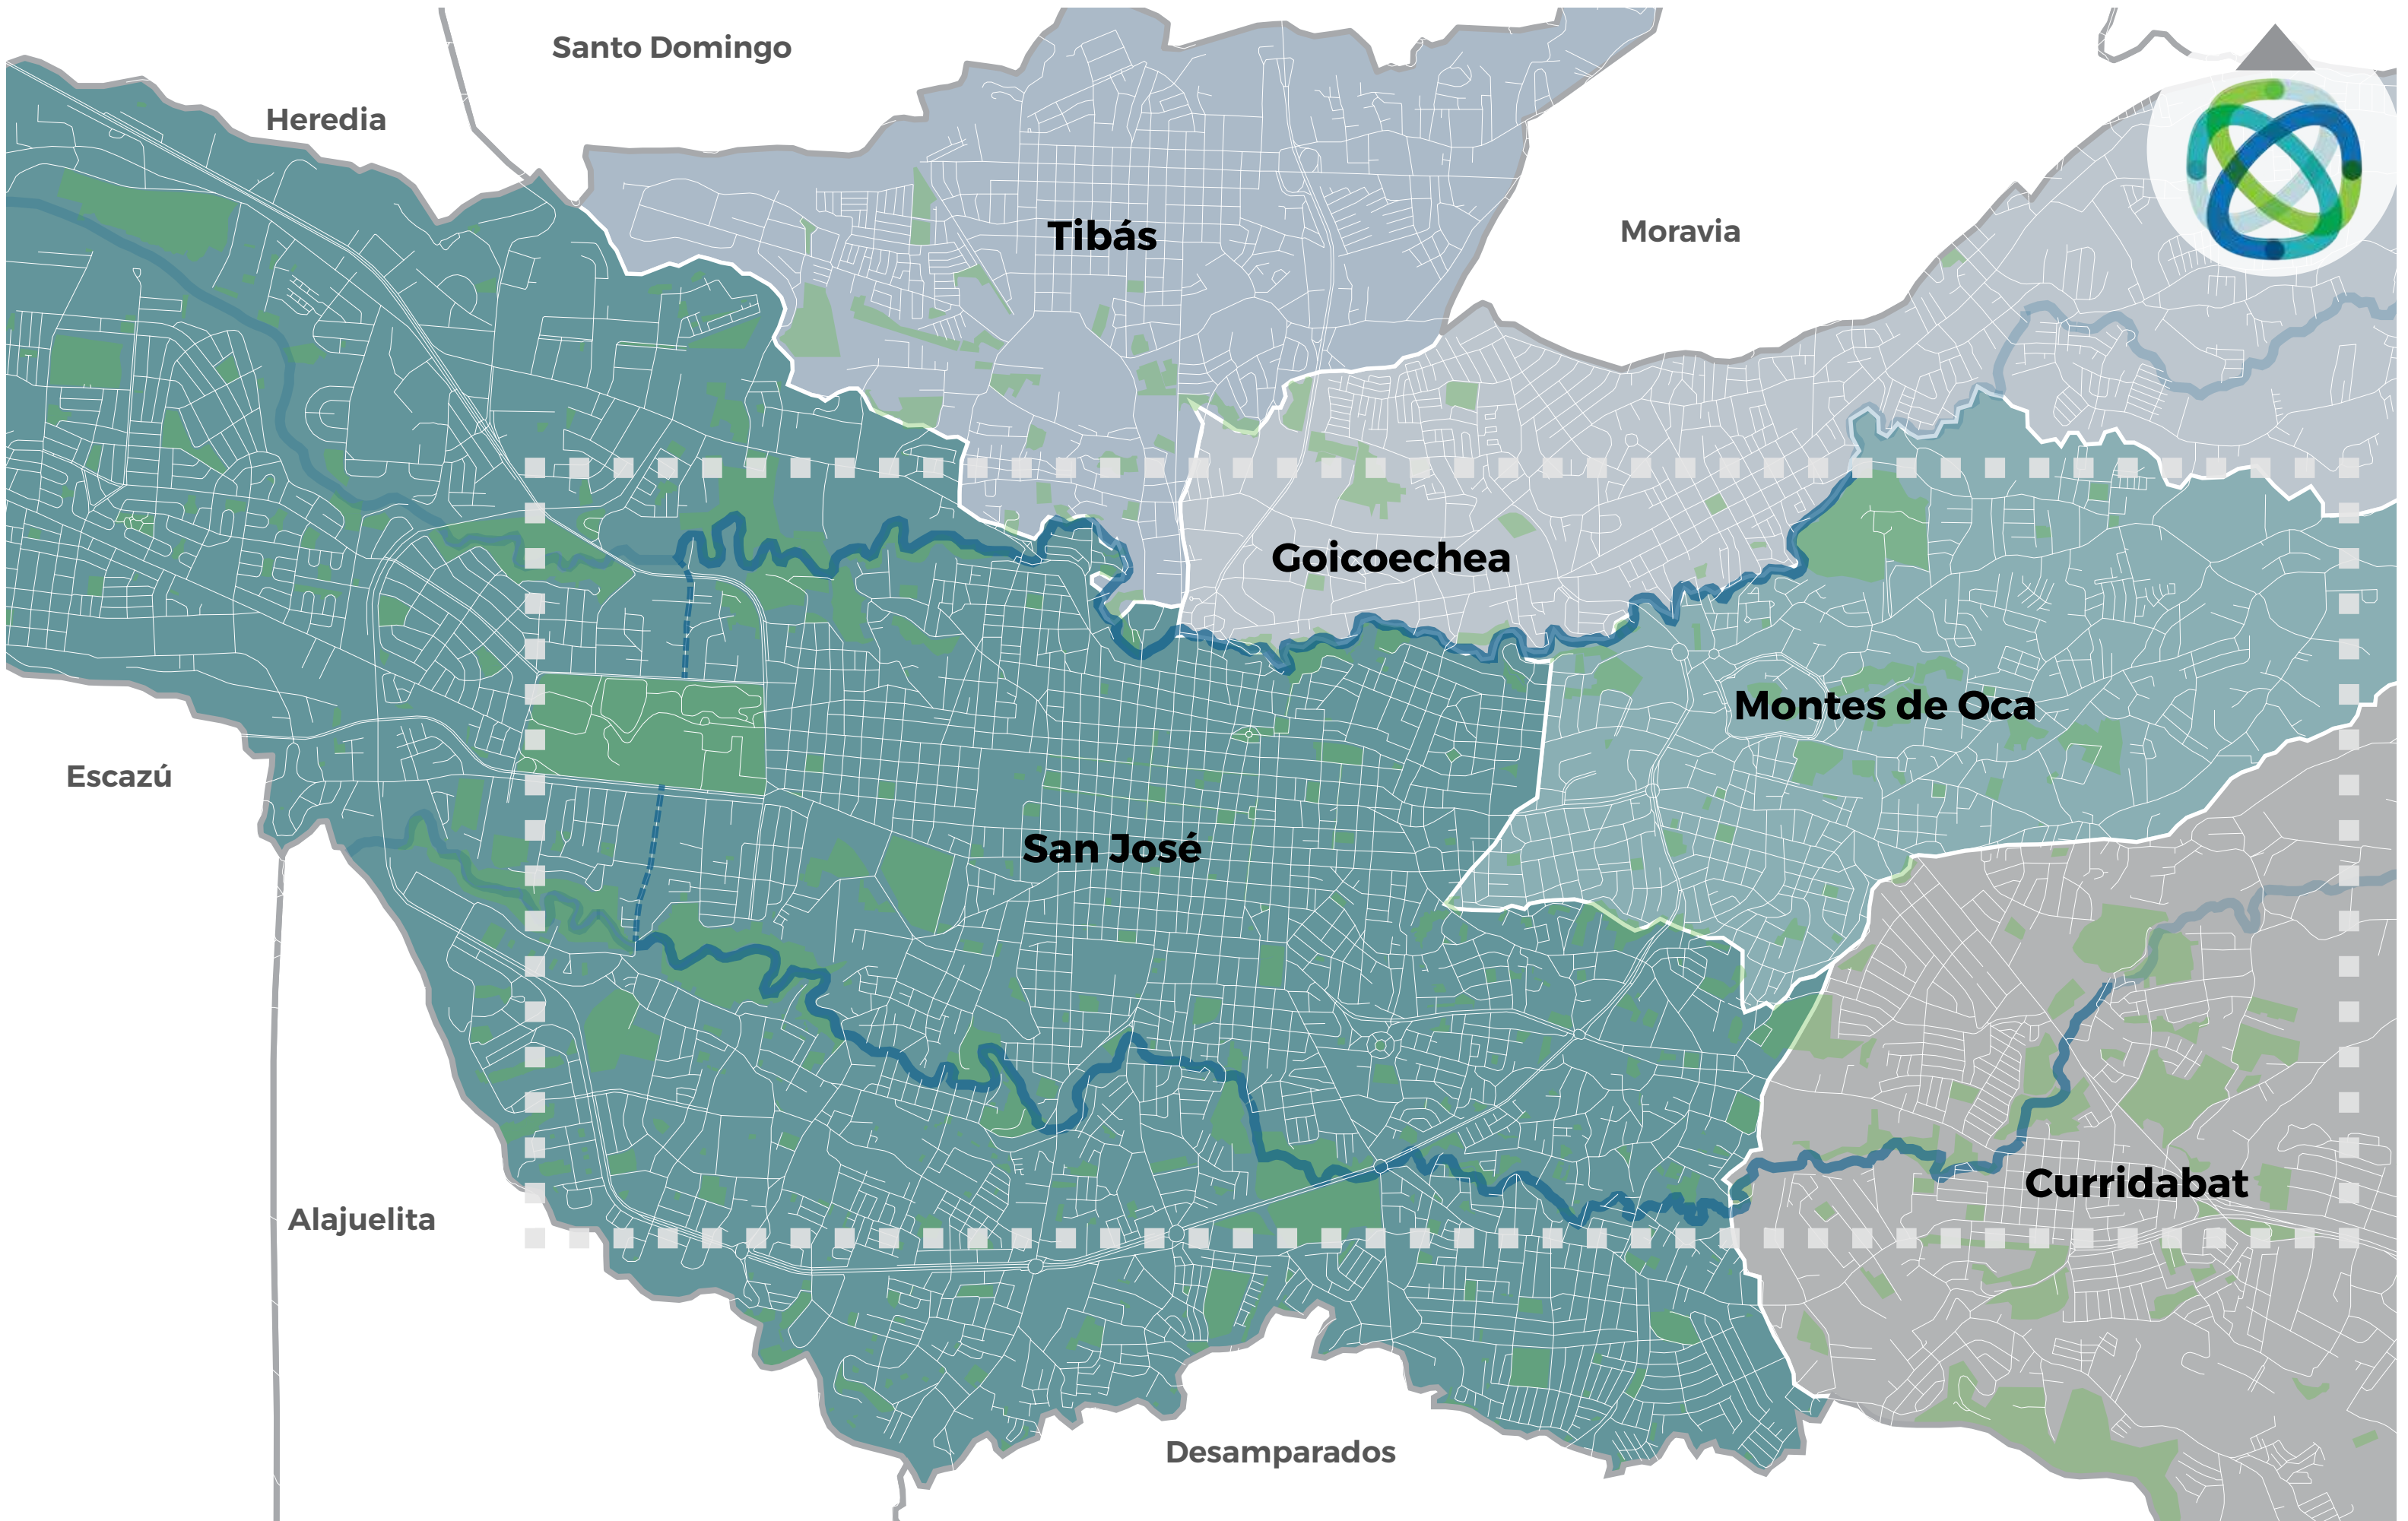 Santo Domingo
Heredia
Tibás
Moravia
Goicoechea
Montes de Oca
Escazú
San José
Curridabat
Alajuelita
Desamparados